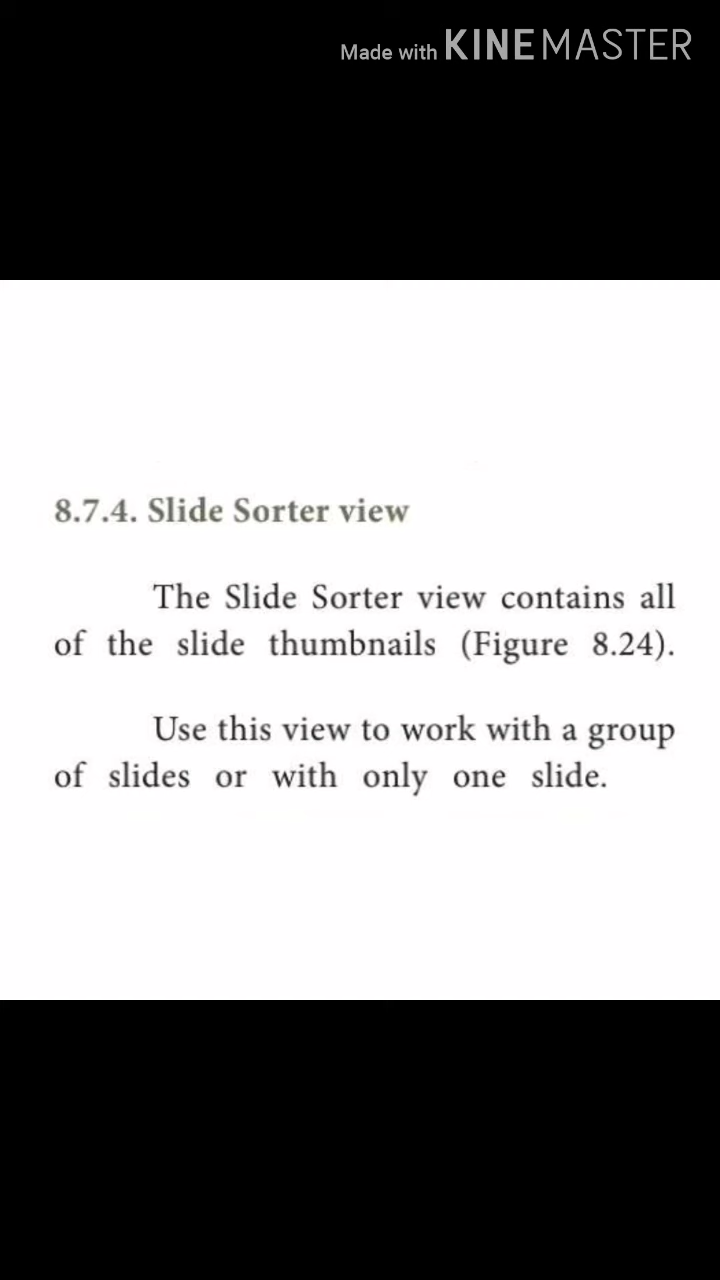 Made with KINEMASTER
8.7.4. Slide Sorter view
The Slide Sorter view contains all
of the slide thumbnails (Figure 8.24).
Use this view to work with a group
of slides or with only one slide.